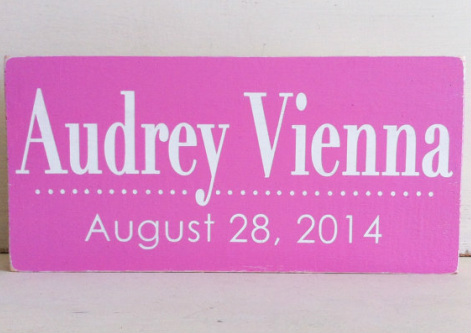 Audrey Vienna
August 28, 2014